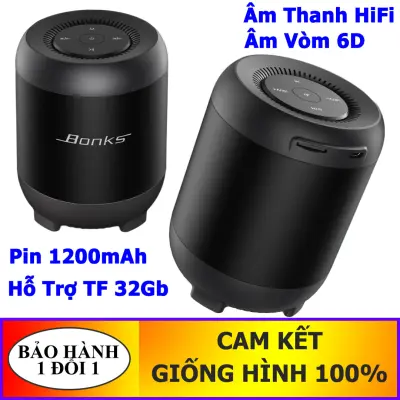 Âm Thanh HiFi
Âm Vòm 6D
Bonks
Pin 1200mAh
Hỗ Trợ TF 32Gb
BẢO HÀNH
1 ĐỔI 1
CAM KẾT
GIỐNG HÌNH 100%